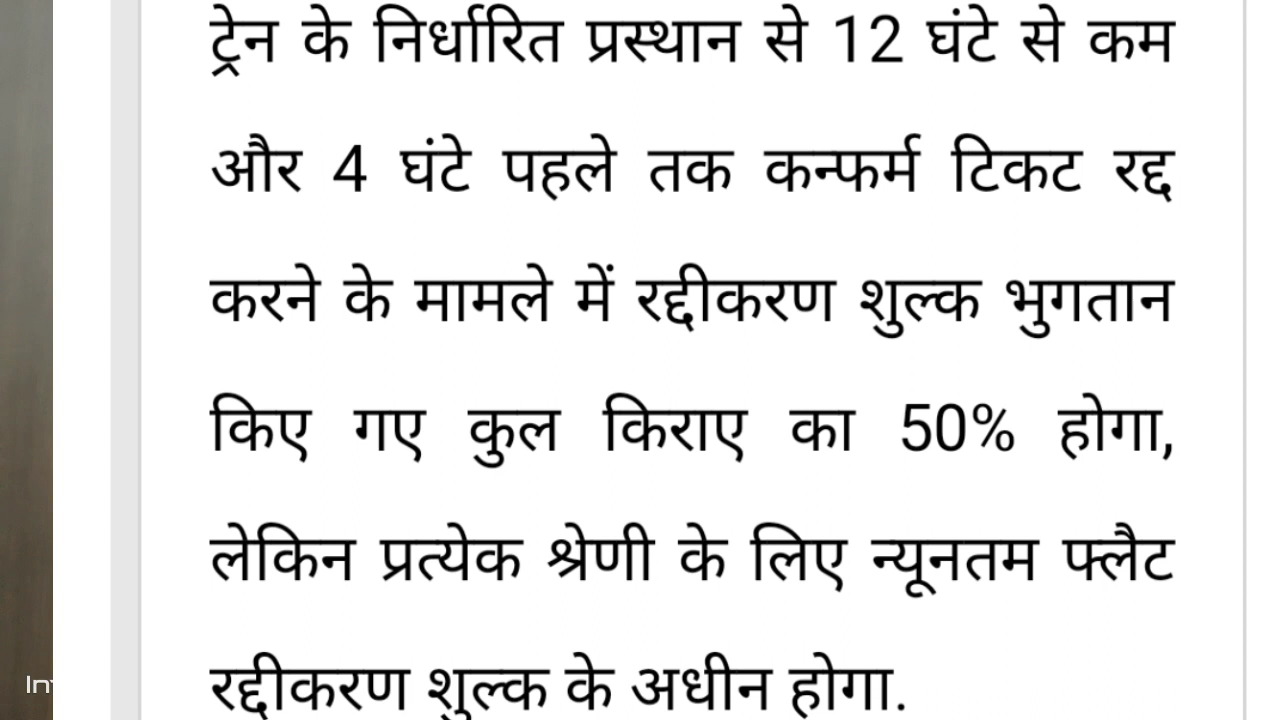 ट्रेन के निर्धारित प्रस्थान से 12 घंटे से कम
और 4 घंटे पहले तक कन्फर्म टिकट रद्द
करने के मामले में रद्दीकरण शुल्क भुगतान
किए गए कुल किराए का 50% होगा,
लेकिन प्रत्येक श्रेणी के लिए न्यूनतम फ्लैट
रद्दीकरण शुल्क के अधीन होगा.